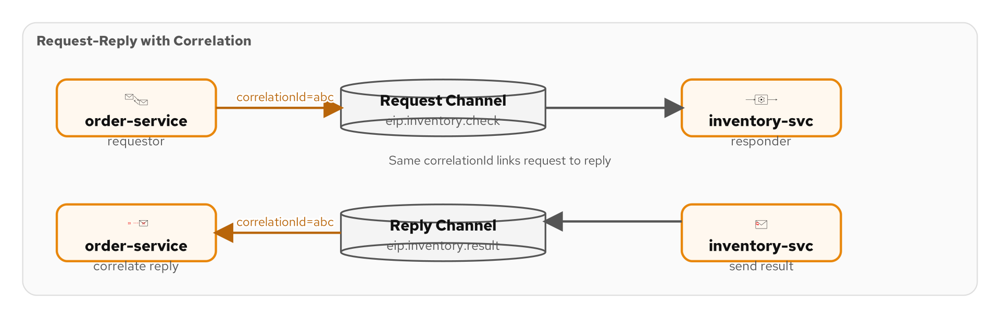 Request-Reply with Correlation
order-service
requestor
correlationId=abc
Request Channel
eip.inventory.check
inventory-svc
responder
Same correlationId links request to reply
order-service
correlate reply
correlationId=abc
Reply Channel
eip.inventory.result
inventory-svc
send result